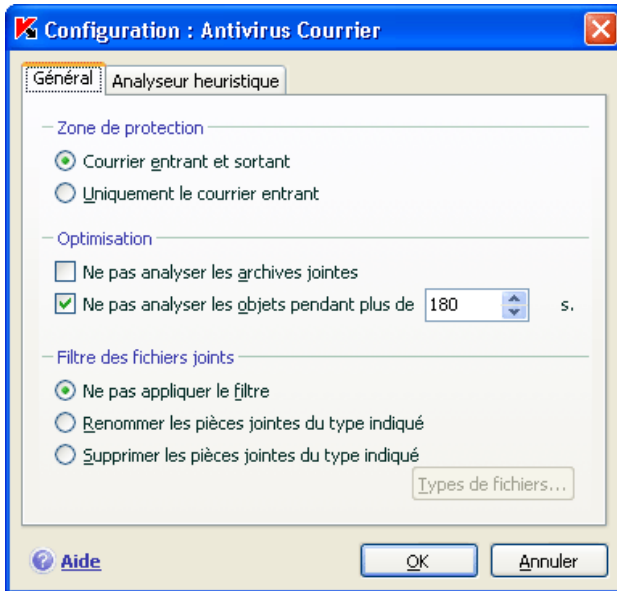 Configuration : Antivirus Courrier
Général
Analyseur heuristique
Zone de protection
Courrier entrant et sortant
Uniquement le courrier entrant
Optimisation
Ne pas analyser les archives jointes
Ne pas analyser les objets pendant plus de 180 s.
Filtre des fichiers joints
Ne pas appliquer le filtre
Renommer les pièces jointes du type indiqué
Supprimer les pièces jointes du type indiqué
Types de fichiers...
Aide
OK
Annuler